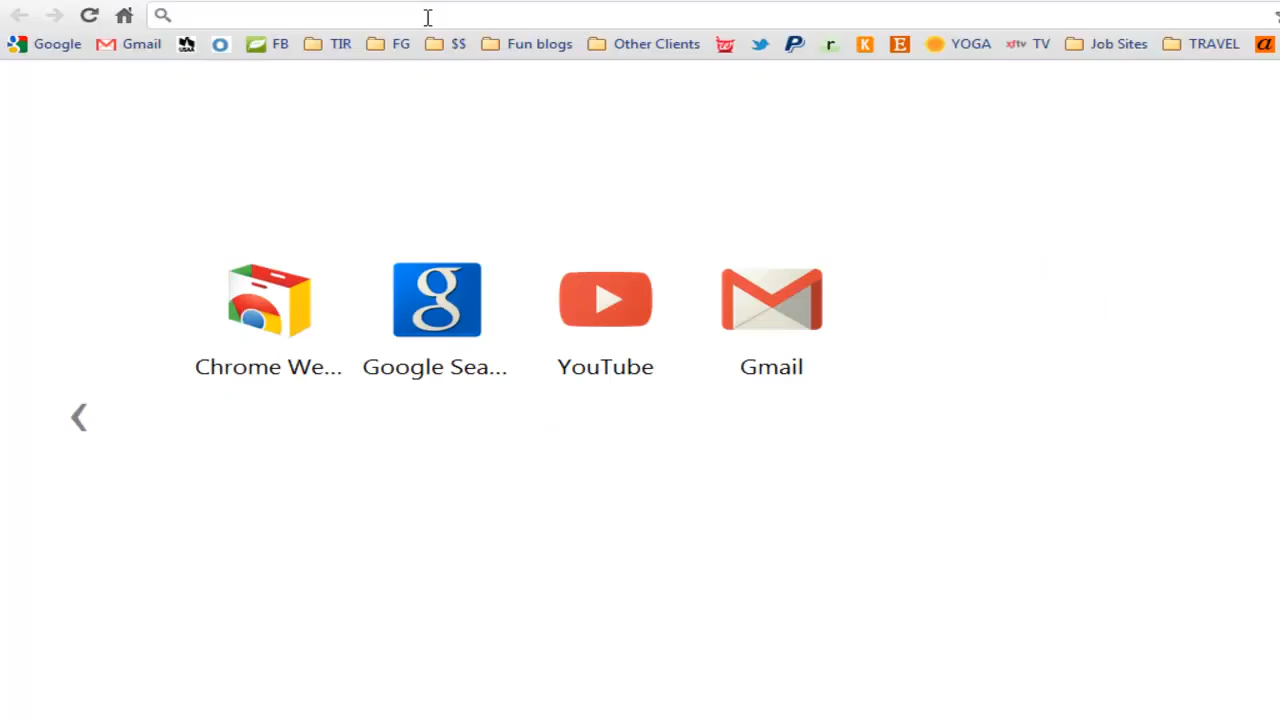 Google Gmail FB TIR FG $$ Fun blogs Other Clients YOGA xftv TV Job Sites TRAVEL
Chrome We... Google Sea... YouTube Gmail